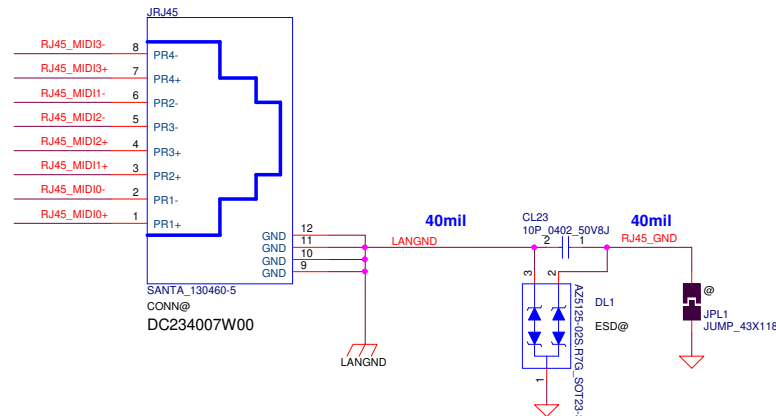 JRJ45
RJ45_MIDI3- 8 PR4-
RJ45_MIDI3+ 7 PR4+
RJ45_MIDI1- 6 PR2-
RJ45_MIDI2- 5 PR3-
RJ45_MIDI2+ 4 PR3+
RJ45_MIDI1+ 3 PR2+
RJ45_MIDI0- 2 PR1-
RJ45_MIDI0+ 1 PR1+
GND 12
GND 11
GND 10
GND 9
SANTA_130460-5
CONN@
DC234007W00
LANGND
40mil
LANGND
CL23
10P_0402_50V8J
2 1
40mil
RJ45_GND
3 2
1
AZ5125-02S.R7G_SOT23-
DL1
ESD@
@
JPL1
JUMP_43X118